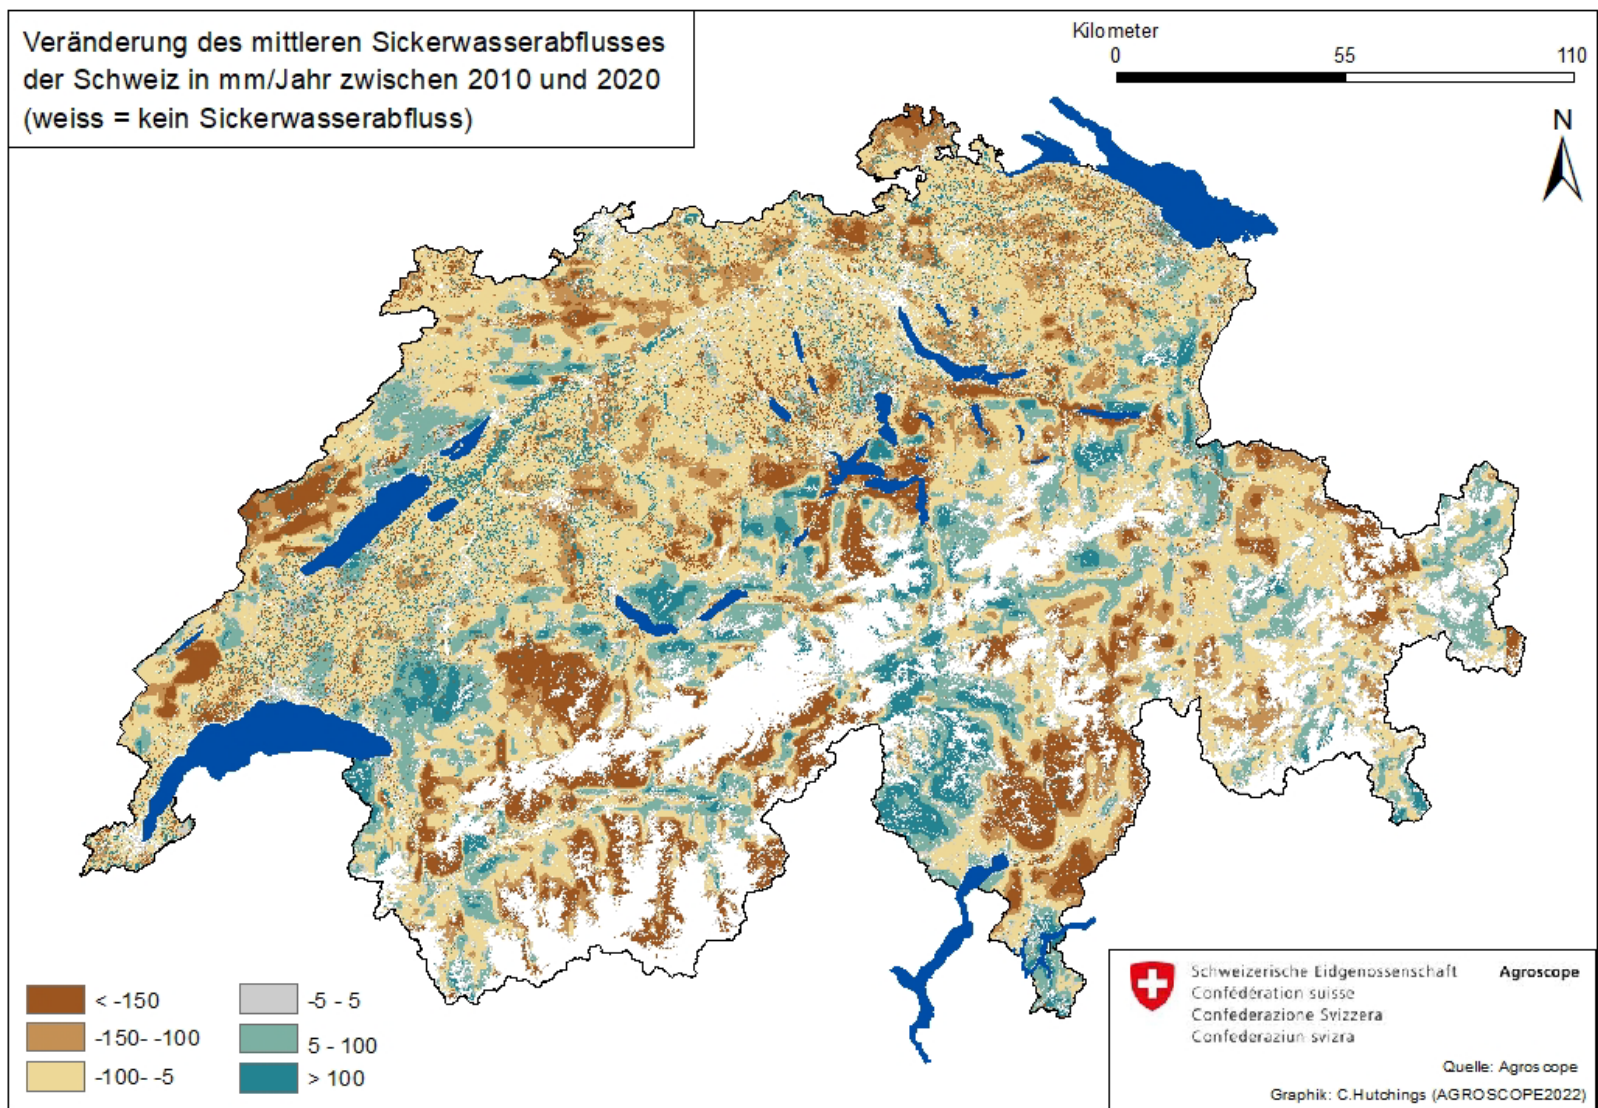 Veränderung des mittleren Sickerwasserabflusses
der Schweiz in mm/Jahr zwischen 2010 und 2020
(weiss = kein Sickerwasserabfluss)
Kilometer
0 55 110
N
< -150
-150- -100
-100- -5
-5 - 5
5 - 100
> 100
Schweizerische Eidgenossenschaft
Confédération suisse
Confederazione Svizzera
Confederaziun svizra
Agroscope
Quelle: Agroscope
Graphik: C.Hutchings (AGROSCOPE2022)